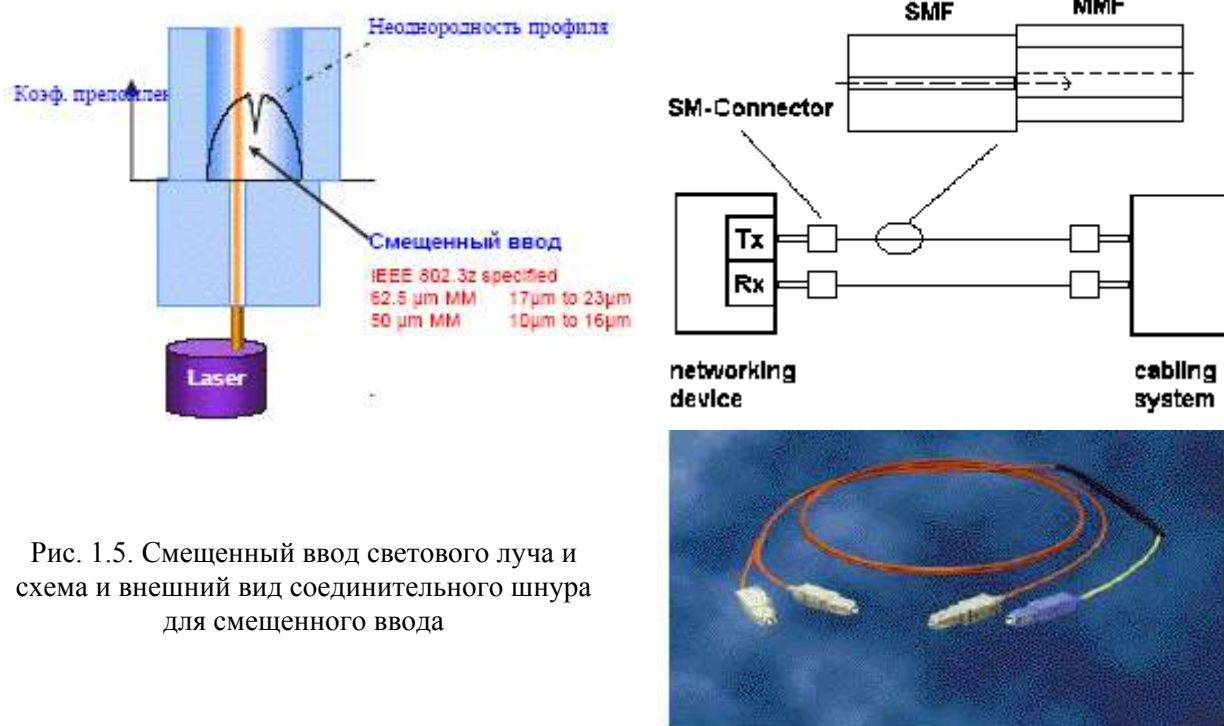 Неоднородность профиля
Коэф. преломлен
Смещенный ввод
IEEE 802.3z specified
62.5 µm MM 17µm to 23µm
50 µm MM 10µm to 16µm
Laser
SMF MMF
SM-Connector
Tx
Rx
networking
device
cabling
system
Рис. 1.5. Смещенный ввод светового луча и
схема и внешний вид соединительного шнура
для смещенного ввода